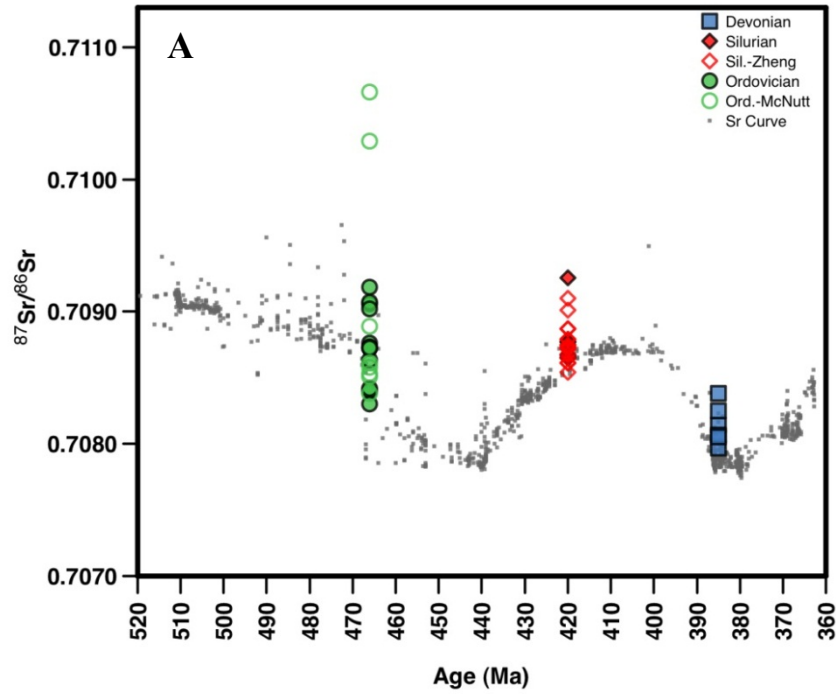 A
Devonian
Silurian
Sil.-Zheng
Ordovician
Ord.-McNutt
Sr Curve
0.7110
0.7100
0.7090
0.7080
0.7070
87Sr/86Sr
520 510 500 490 480 470 460 450 440 430 420 410 400 390 380 370 360
Age (Ma)